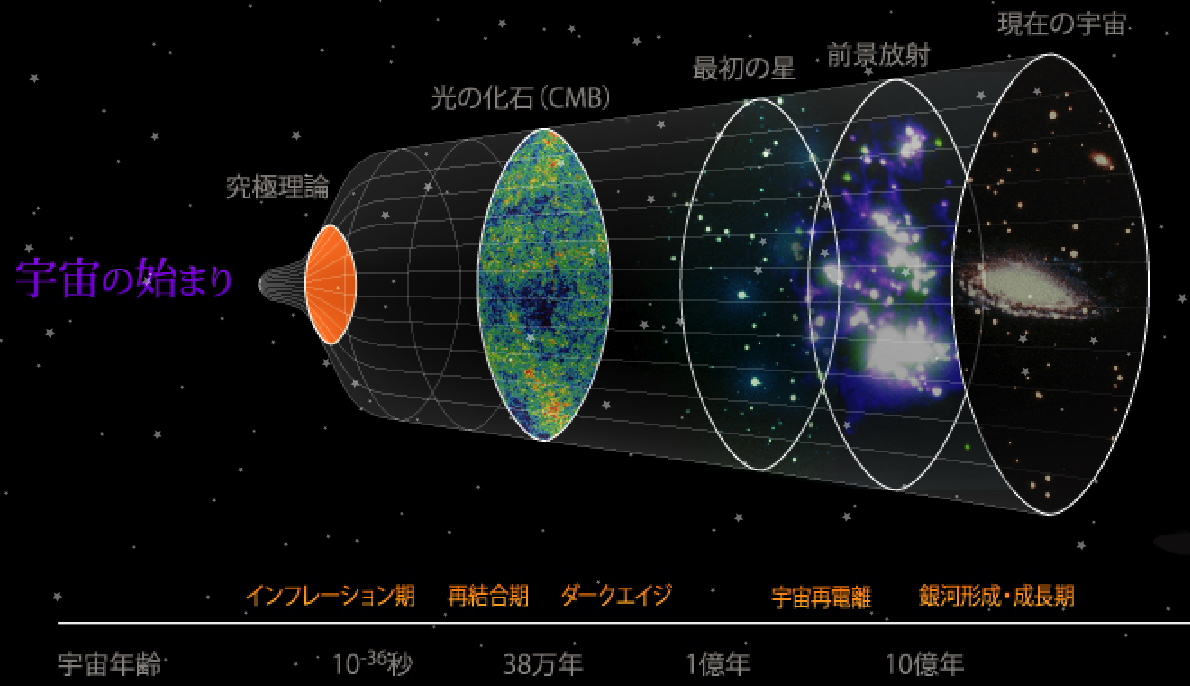 現在の宇宙
前景放射
最初の星
光の化石(CMB)
究極理論
宇宙の始まり
インフレーション期 再結合期 ダークエイジ 宇宙再電離 銀河形成・成長期
宇宙年齢 10⁻³⁶秒 38万年 1億年 10億年